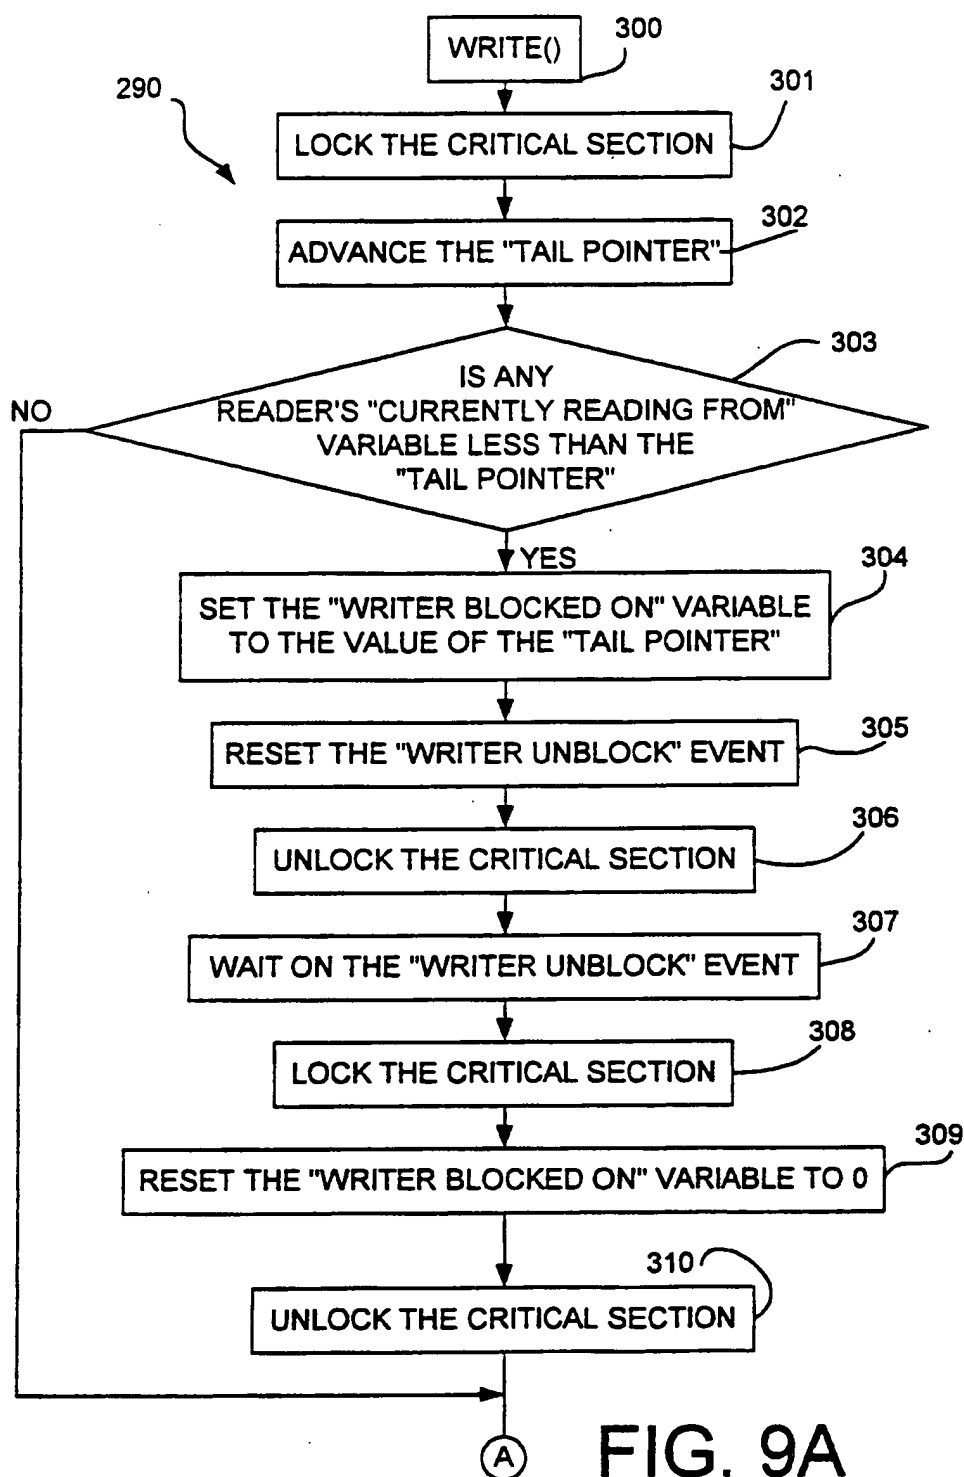 WRITE()
300
290
301
LOCK THE CRITICAL SECTION
302
ADVANCE THE "TAIL POINTER"
303
IS ANY
NO
READER'S "CURRENTLY READING FROM"
VARIABLE LESS THAN THE
"TAIL POINTER"
YES
304
SET THE "WRITER BLOCKED ON" VARIABLE
TO THE VALUE OF THE "TAIL POINTER"
305
RESET THE "WRITER UNBLOCK" EVENT
306
UNLOCK THE CRITICAL SECTION
307
WAIT ON THE "WRITER UNBLOCK" EVENT
308
LOCK THE CRITICAL SECTION
309
RESET THE "WRITER BLOCKED ON" VARIABLE TO 0
310
UNLOCK THE CRITICAL SECTION
A
FIG. 9A